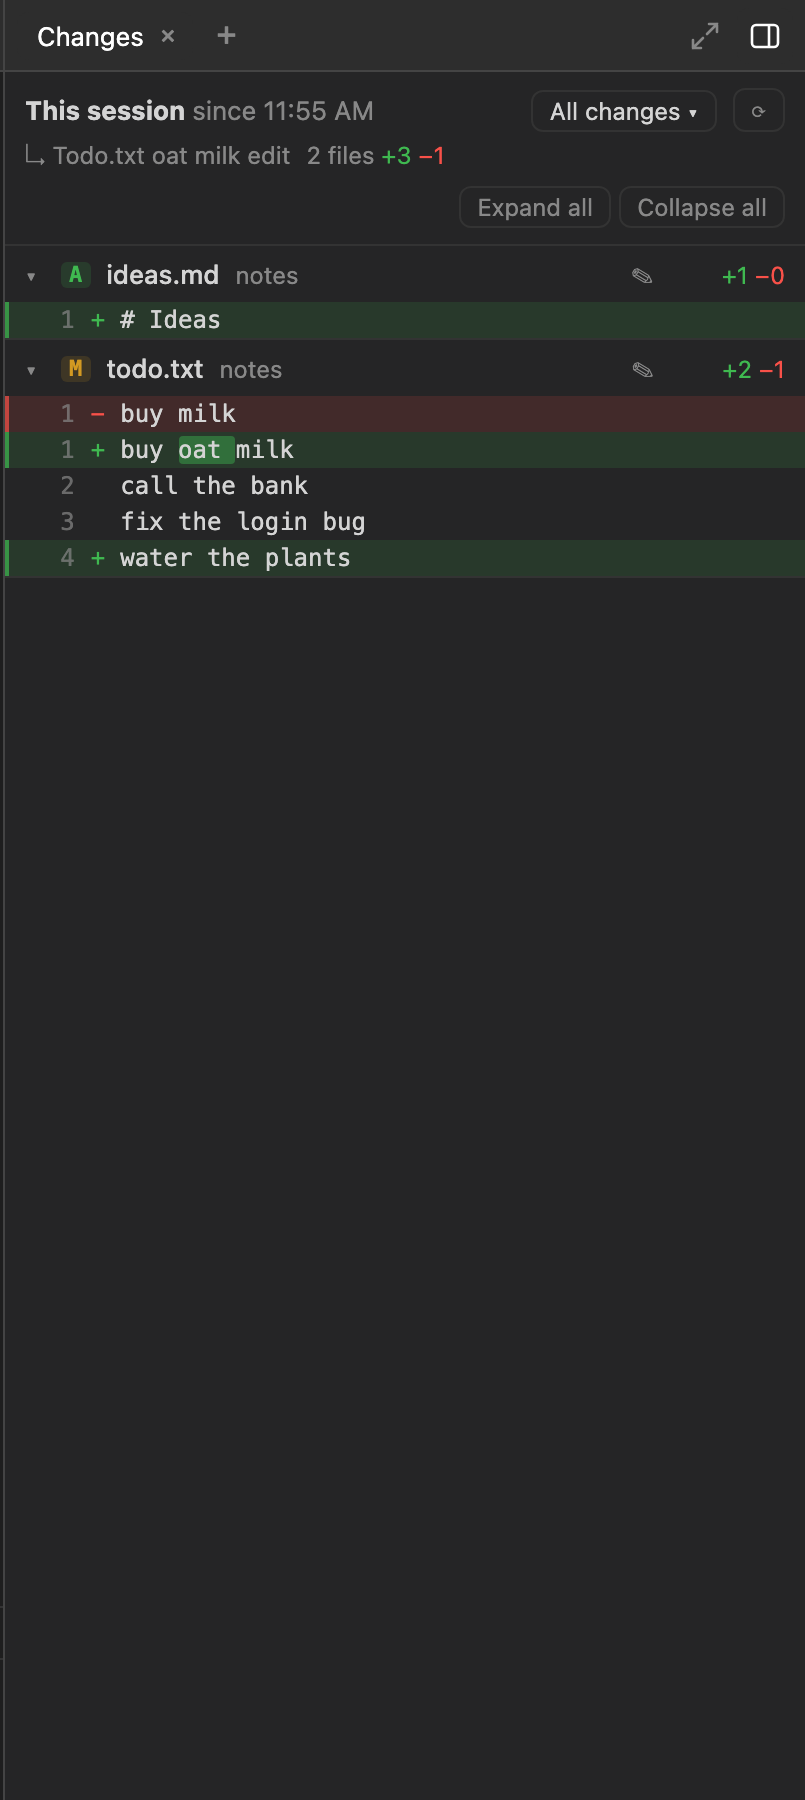 Changes × +
This session since 11:55 AM All changes ▾ ⟳
Todo.txt oat milk edit 2 files +3 −1
Expand all Collapse all
▾ A ideas.md notes ✎ +1 −0
1 + # Ideas
▾ M todo.txt notes ✎ +2 −1
1 − buy milk
1 + buy oat milk
2 call the bank
3 fix the login bug
4 + water the plants